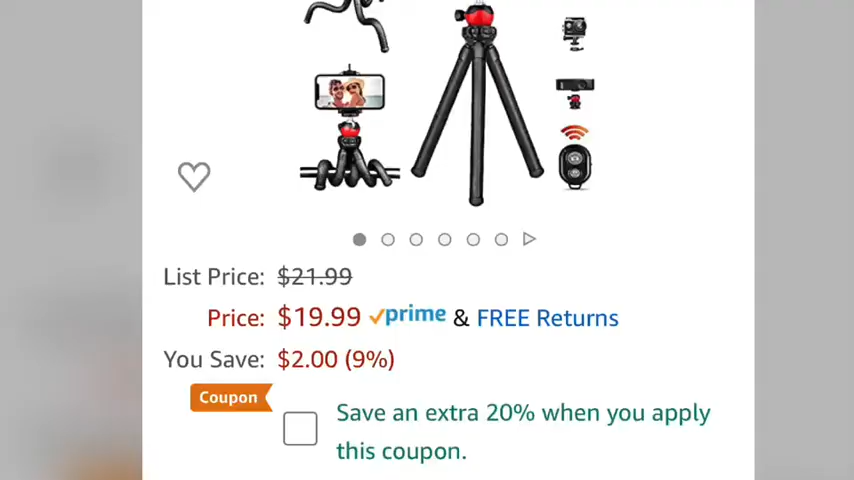 List Price: $21.99
Price: $19.99 prime & FREE Returns
You Save: $2.00 (9%)
Coupon
Save an extra 20% when you apply
this coupon.